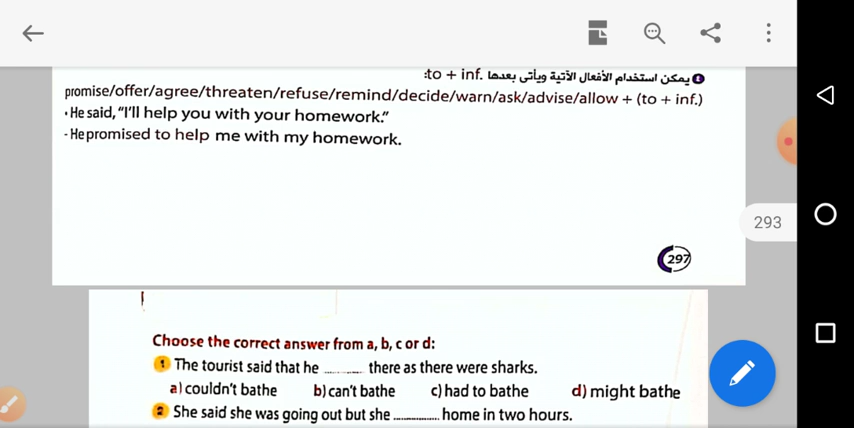 ❹ يمكن استخدام الأفعال الآتية ويأتى بعدها to + inf.:
promise/offer/agree/threaten/refuse/remind/decide/warn/ask/advise/allow + (to + inf.)
• He said, “I’ll help you with your homework.”
- He promised to help me with my homework.
293
297
Choose the correct answer from a, b, c or d:
1 The tourist said that he ............ there as there were sharks.
a) couldn’t bathe b) can’t bathe c) had to bathe d) might bathe
2 She said she was going out but she ............ home in two hours.